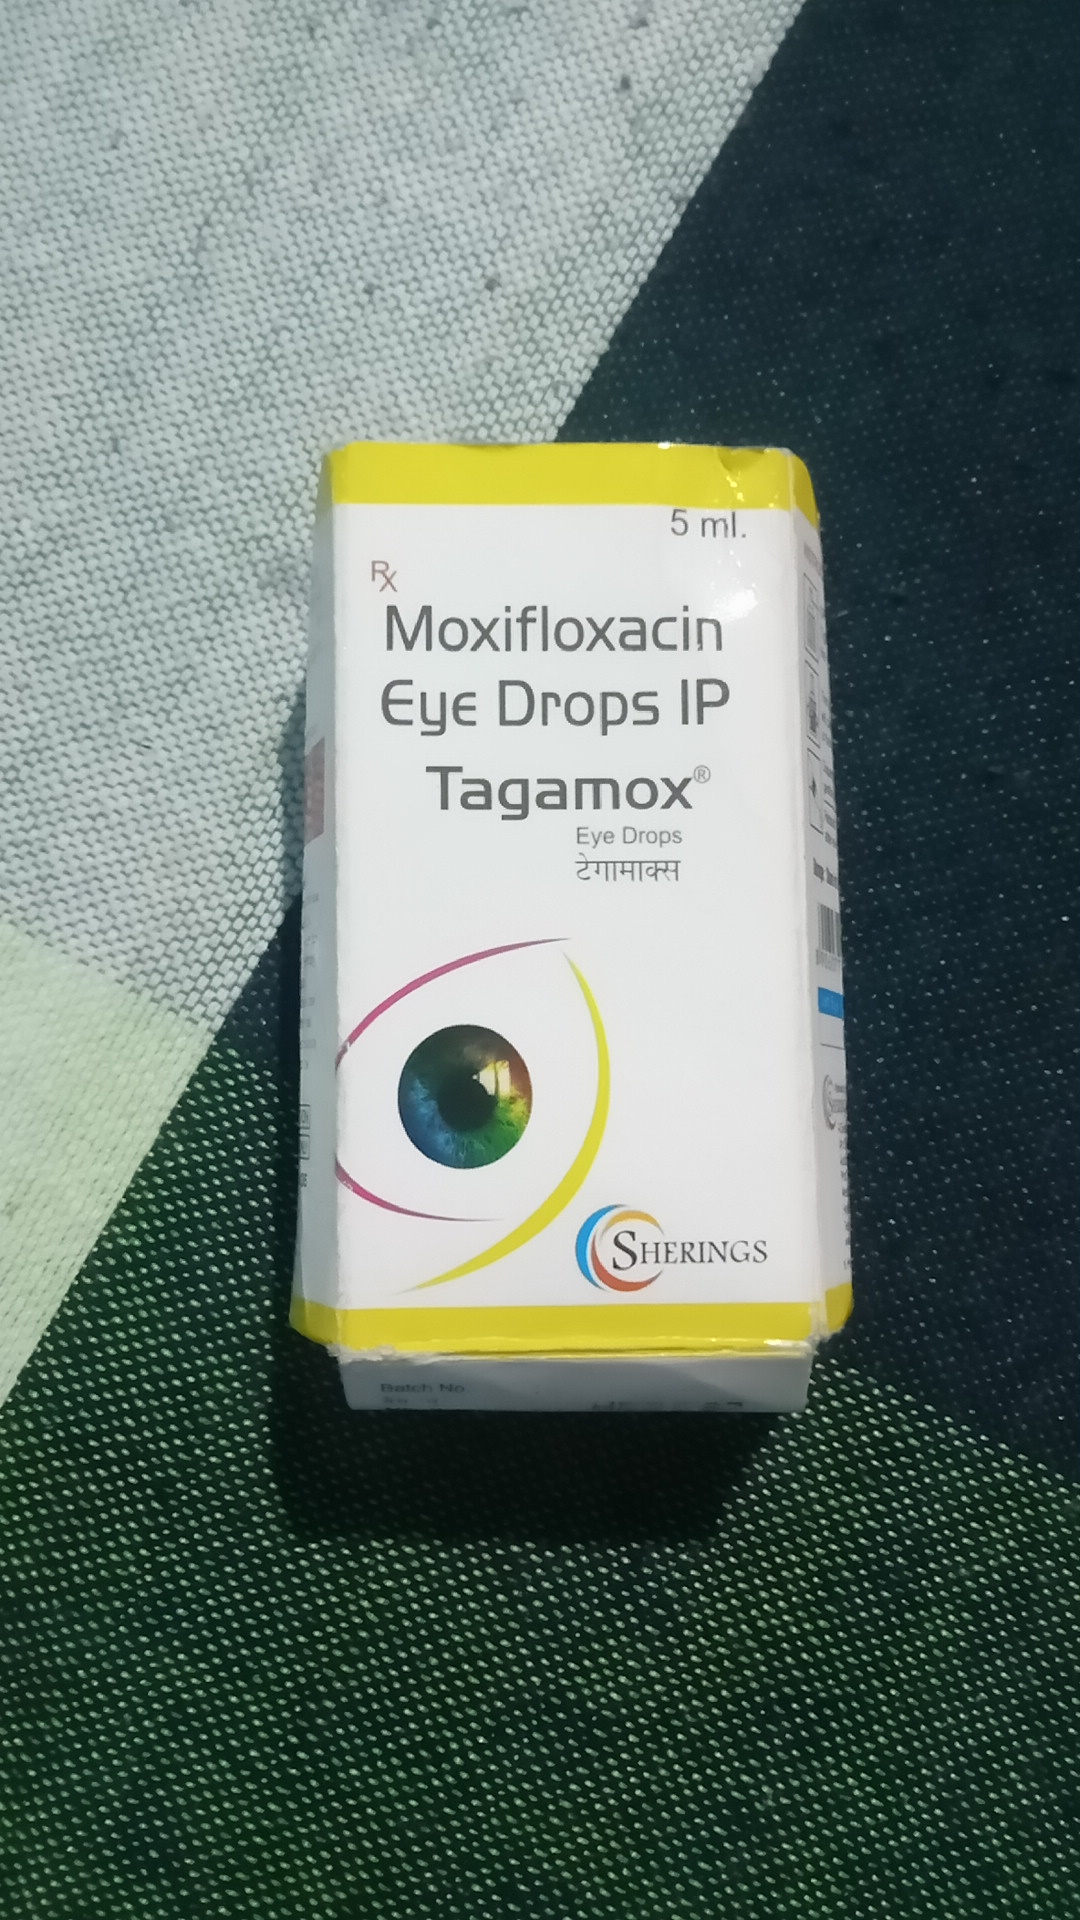 5 ml.
Rx
Moxifloxacin
Eye Drops IP
Tagamox®
Eye Drops
टेगामाक्स
SHERINGS
Batch No